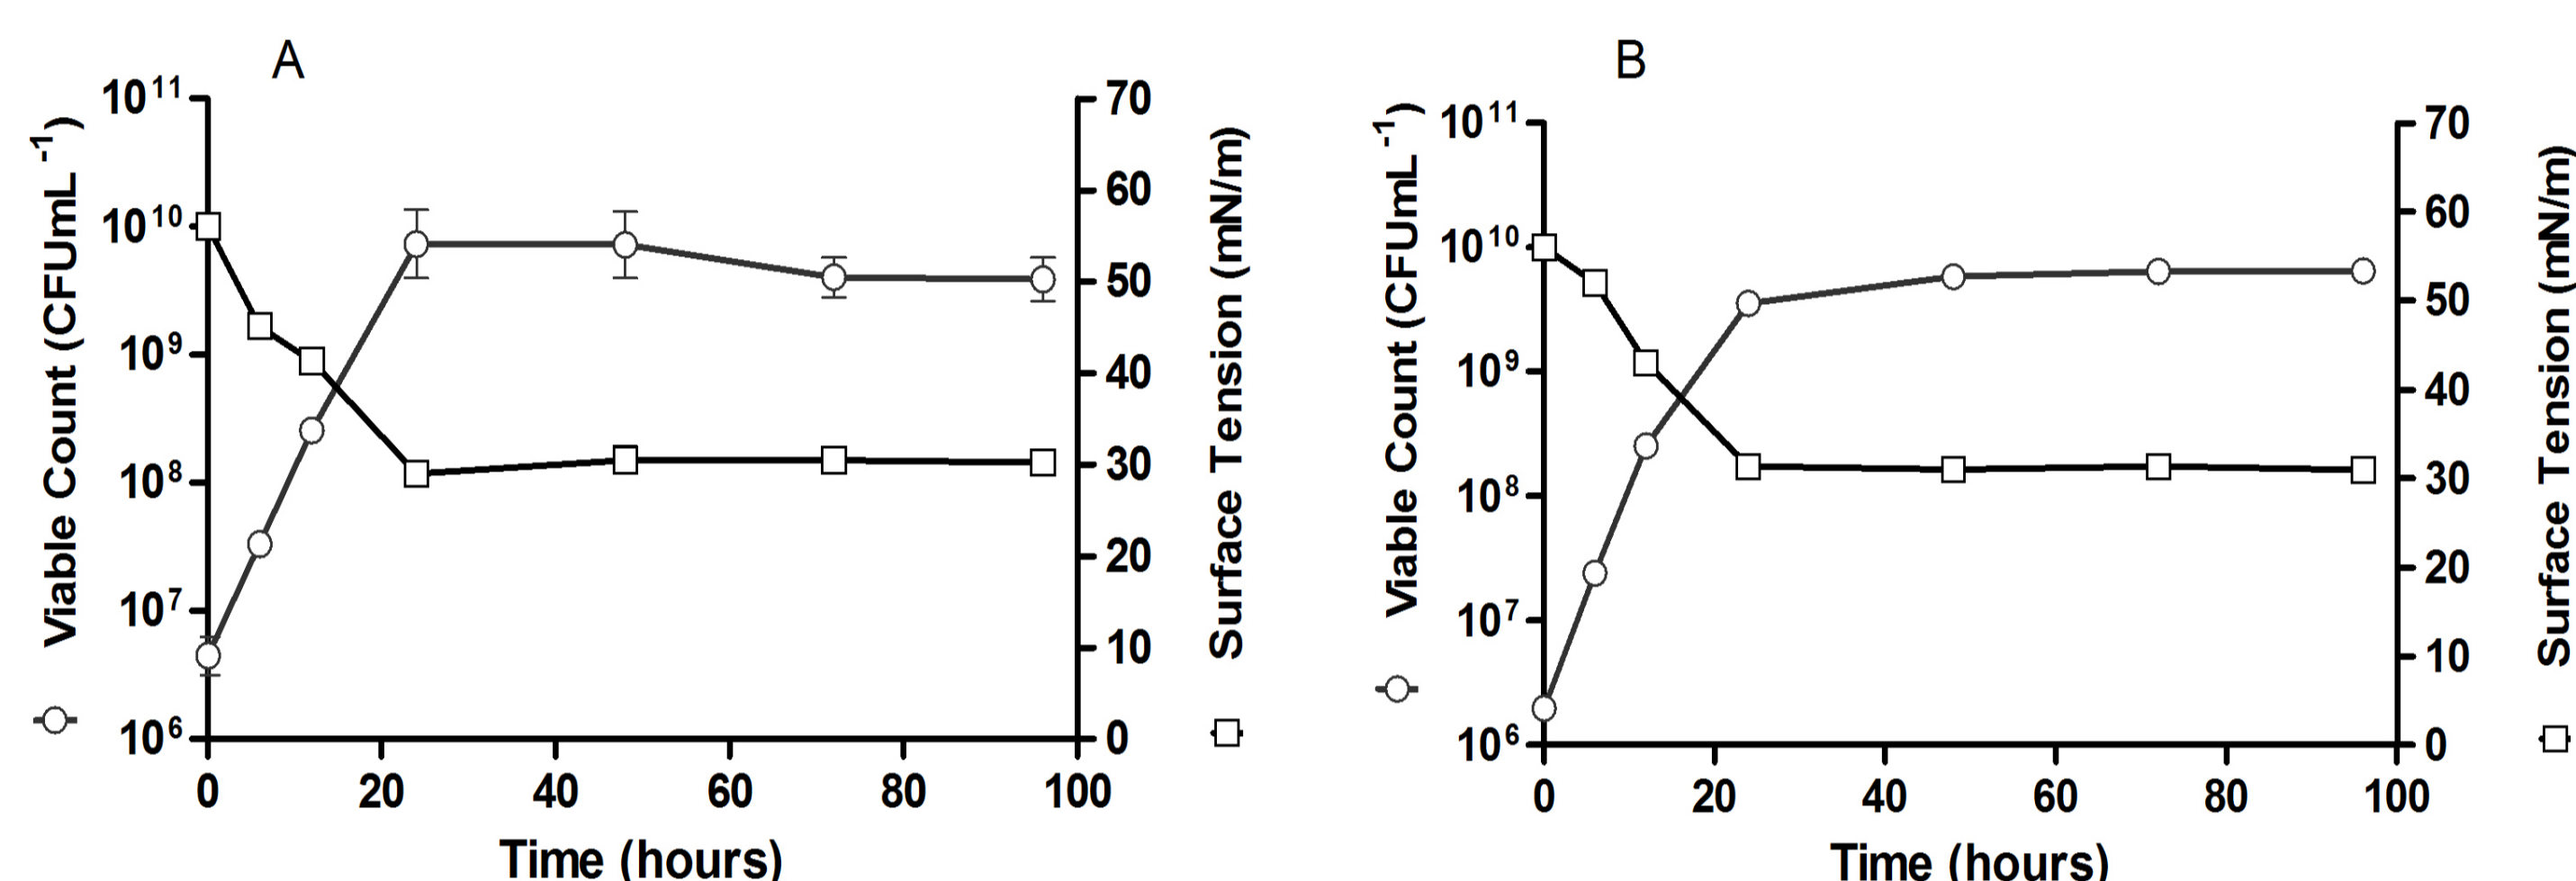 A
10^11
10^10
10^9
10^8
10^7
10^6
Viable Count (CFUmL^-1)
70
60
50
40
30
20
10
0
Surface Tension (mN/m)
0 20 40 60 80 100
Time (hours)
B
10^11
10^10
10^9
10^8
10^7
10^6
Viable Count (CFUmL^-1)
70
60
50
40
30
20
10
0
Surface Tension (mN/m)
0 20 40 60 80 100
Time (hours)